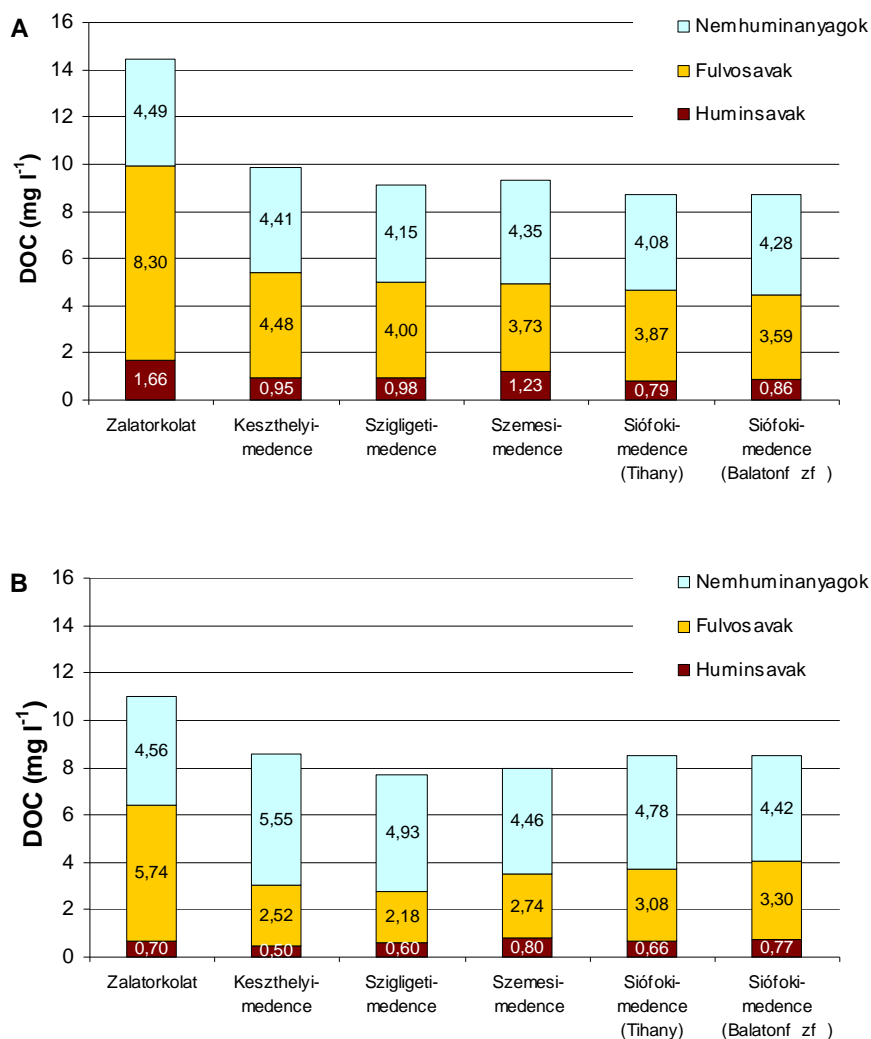 A
16
14
12
10
8
6
4
2
0
DOC (mg l⁻¹)
Nemhuminanyagok
Fulvosavak
Huminsavak
4,49
8,30
1,66
4,41
4,48
0,95
4,15
4,00
0,98
4,35
3,73
1,23
4,08
3,87
0,79
4,28
3,59
0,86
Zalatorkolat
Keszthelyi-
medence
Szigligeti-
medence
Szemesi-
medence
Siófoki-
medence
(Tihany)
Siófoki-
medence
(Balatonf zf )
B
16
14
12
10
8
6
4
2
0
DOC (mg l⁻¹)
Nemhuminanyagok
Fulvosavak
Huminsavak
4,56
5,74
0,70
5,55
2,52
0,50
4,93
2,18
0,60
4,46
2,74
0,80
4,78
3,08
0,66
4,42
3,30
0,77
Zalatorkolat
Keszthelyi-
medence
Szigligeti-
medence
Szemesi-
medence
Siófoki-
medence
(Tihany)
Siófoki-
medence
(Balatonf zf )